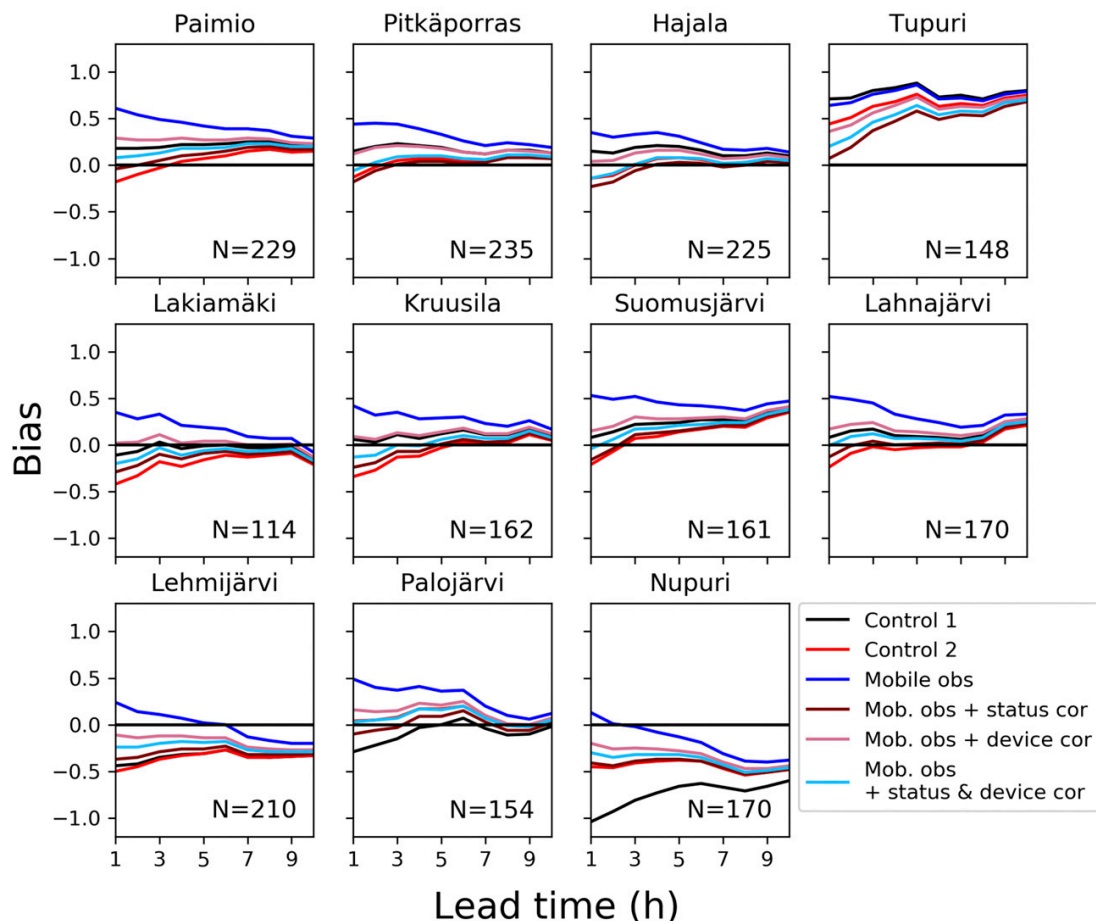 Paimio
Pitkäporras
Hajala
Tupuri
1.0
0.5
0.0
−0.5
−1.0
N=229
N=235
N=225
N=148
Lakiamäki
Kruusila
Suomusjärvi
Lahnajärvi
1.0
0.5
0.0
−0.5
−1.0
Bias
N=114
N=162
N=161
N=170
Lehmijärvi
Palojärvi
Nupuri
1.0
0.5
0.0
−0.5
−1.0
N=210
N=154
N=170
Control 1
Control 2
Mobile obs
Mob. obs + status cor
Mob. obs + device cor
Mob. obs
+ status & device cor
1 3 5 7 9
1 3 5 7 9
1 3 5 7 9
Lead time (h)